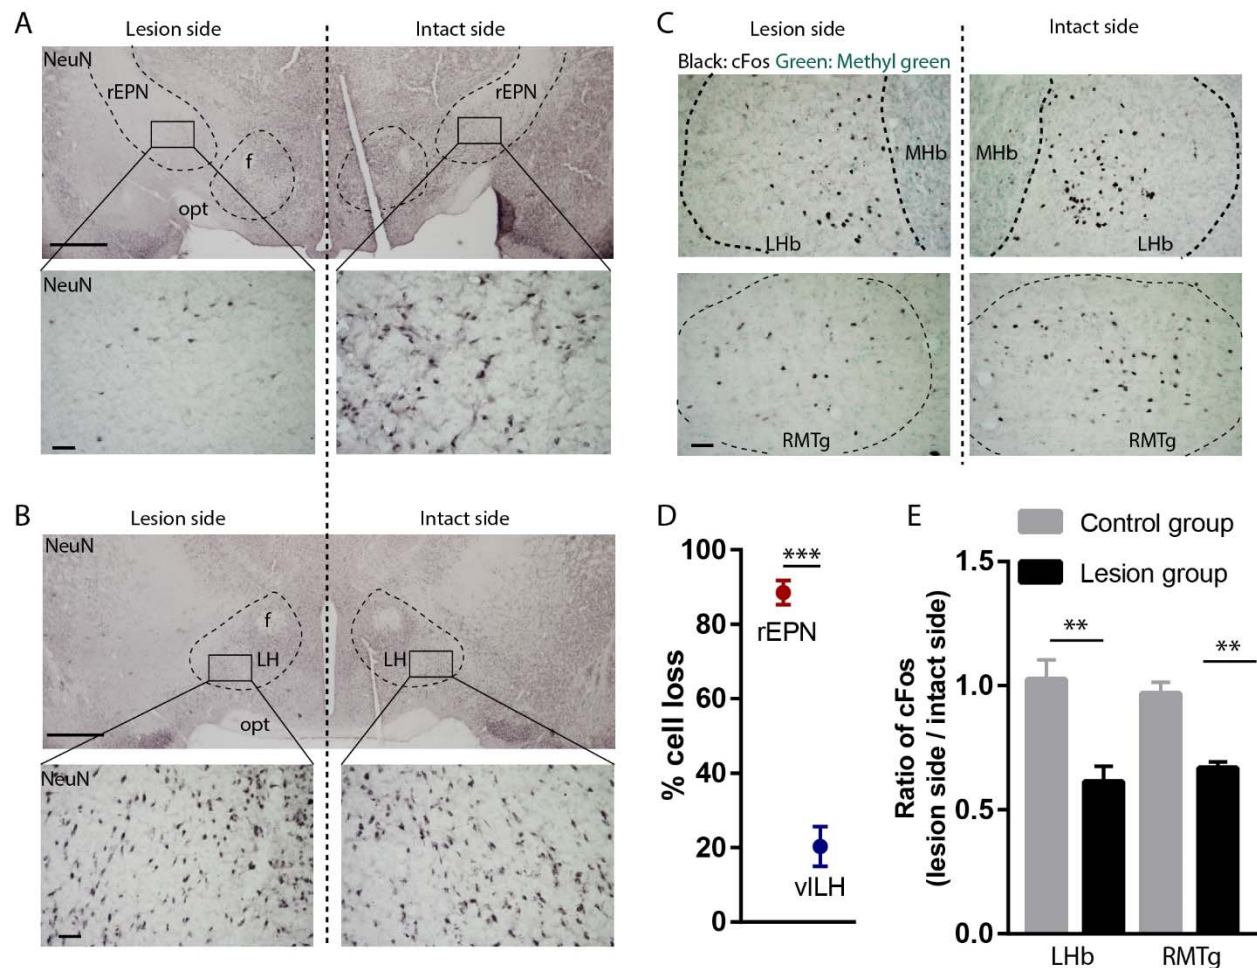 A
Lesion side
Intact side
NeuN
rEPN
rEPN
f
opt
NeuN
B
Lesion side
Intact side
NeuN
f
LH
LH
opt
NeuN
C
Lesion side
Intact side
Black: cFos Green: Methyl green
MHb
MHb
LHb
LHb
RMTg
RMTg
D
% cell loss
100
80
60
40
20
0
***
rEPN
vlLH
E
Control group
Lesion group
Ratio of cFos
(lesion side / intact side)
1.5
1.0
0.5
0.0
**
**
LHb
RMTg